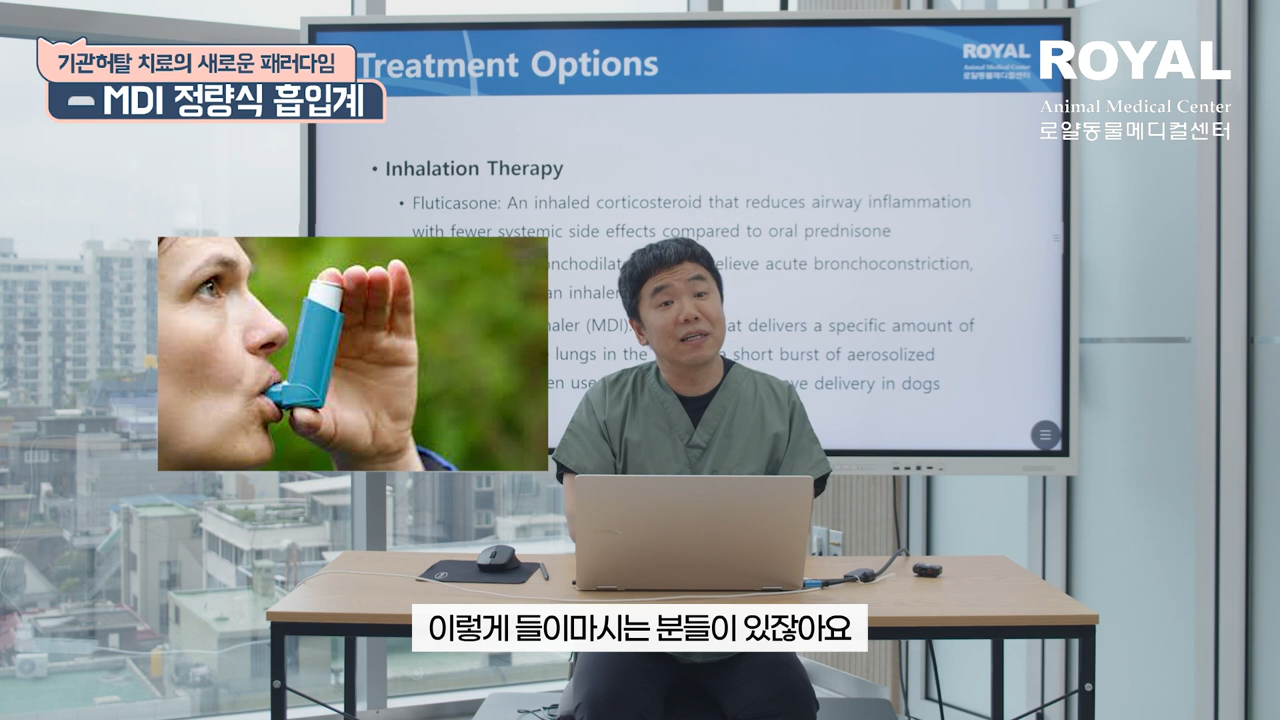 기관허탈 치료의 새로운 패러다임
MDI 정량식 흡입계
Treatment Options
ROYAL
Animal Medical Center
로얄동물메디컬센터
ROYAL
Animal Medical Center
로얄동물메디컬센터
• Inhalation Therapy
• Fluticasone: An inhaled corticosteroid that reduces airway inflammation
with fewer systemic side effects compared to oral prednisone
elieve acute bronchoconstriction,
an inhaler
haler (MDI) at delivers a specific amount of
lungs in the short burst of aerosolized
en use ve delivery in dogs
이렇게 들이마시는 분들이 있잖아요